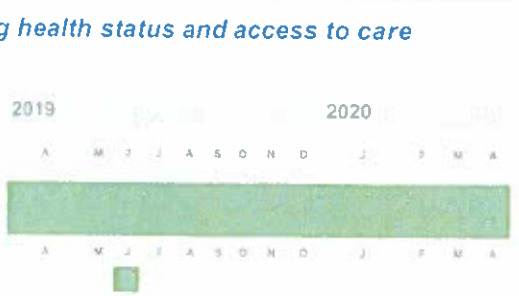 g health status and access to care
2019 2020
A M J J A S O N D J F M A
A M J J A S O N D J F M A